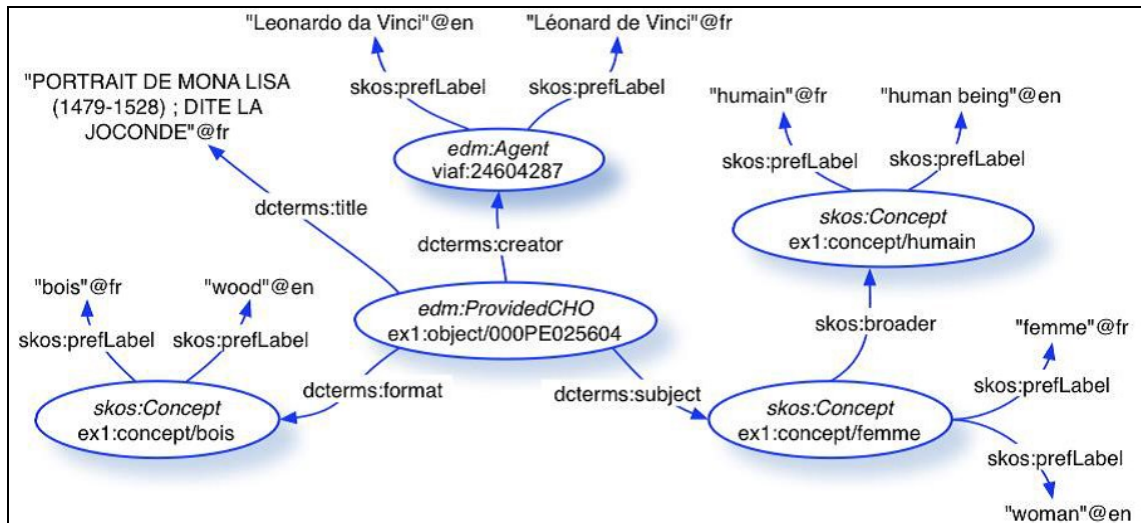 "Leonardo da Vinci"@en
"Léonard de Vinci"@fr
"PORTRAIT DE MONA LISA
(1479-1528) ; DITE LA
JOCONDE"@fr
skos:prefLabel
skos:prefLabel
"humain"@fr
"human being"@en
edm:Agent
viaf:24604287
skos:prefLabel
skos:prefLabel
dcterms:title
skos:Concept
ex1:concept/humain
dcterms:creator
"bois"@fr
"wood"@en
edm:ProvidedCHO
ex1:object/000PE025604
skos:broader
skos:prefLabel
skos:prefLabel
"femme"@fr
dcterms:format
dcterms:subject
skos:prefLabel
skos:Concept
ex1:concept/bois
skos:Concept
ex1:concept/femme
skos:prefLabel
"woman"@en